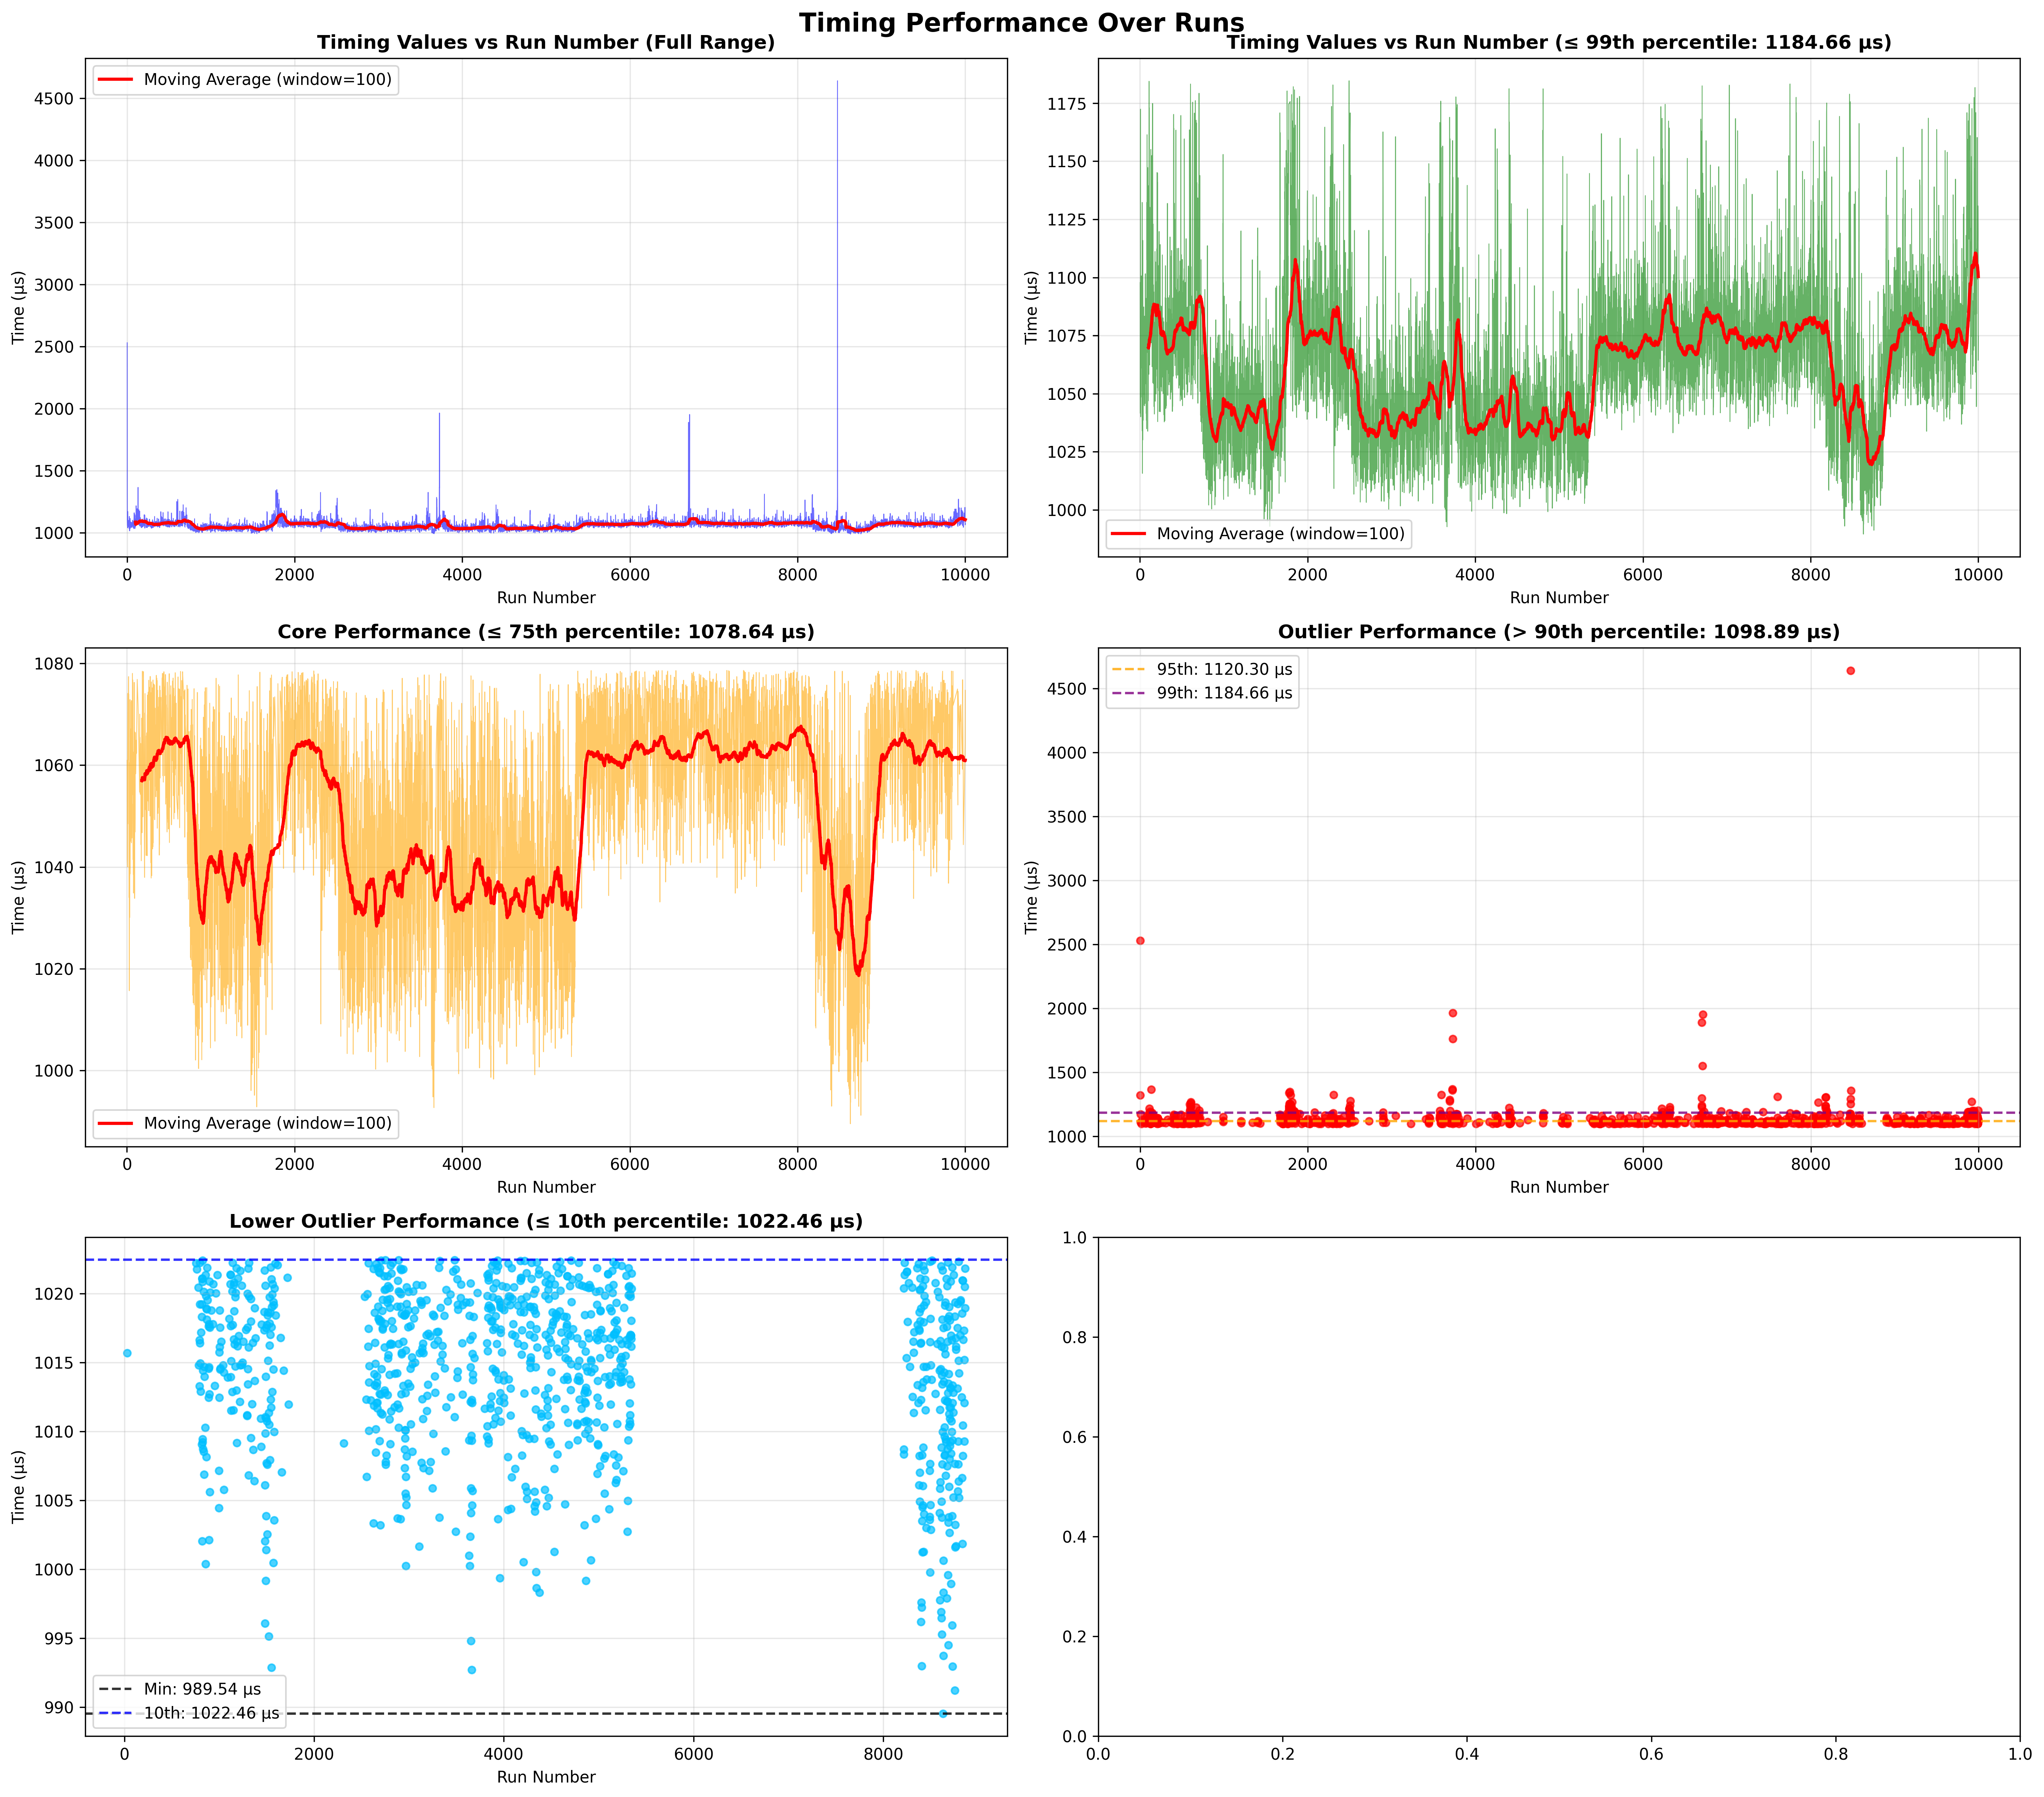 Timing Performance Over Runs
Timing Values vs Run Number (Full Range)
Moving Average (window=100)
4500
4000
3500
3000
2500
2000
1500
1000
Time (µs)
0 2000 4000 6000 8000 10000
Run Number
Timing Values vs Run Number (≤ 99th percentile: 1184.66 µs)
1175
1150
1125
1100
1075
1050
1025
1000
Time (µs)
Moving Average (window=100)
0 2000 4000 6000 8000 10000
Run Number
Core Performance (≤ 75th percentile: 1078.64 µs)
1080
1060
1040
1020
1000
Time (µs)
Moving Average (window=100)
0 2000 4000 6000 8000 10000
Run Number
Outlier Performance (> 90th percentile: 1098.89 µs)
95th: 1120.30 µs
99th: 1184.66 µs
4500
4000
3500
3000
2500
2000
1500
1000
Time (µs)
0 2000 4000 6000 8000 10000
Run Number
Lower Outlier Performance (≤ 10th percentile: 1022.46 µs)
1020
1015
1010
1005
1000
995
990
Time (µs)
Min: 989.54 µs
10th: 1022.46 µs
0 2000 4000 6000 8000
Run Number
1.0
0.8
0.6
0.4
0.2
0.0
0.0 0.2 0.4 0.6 0.8 1.0